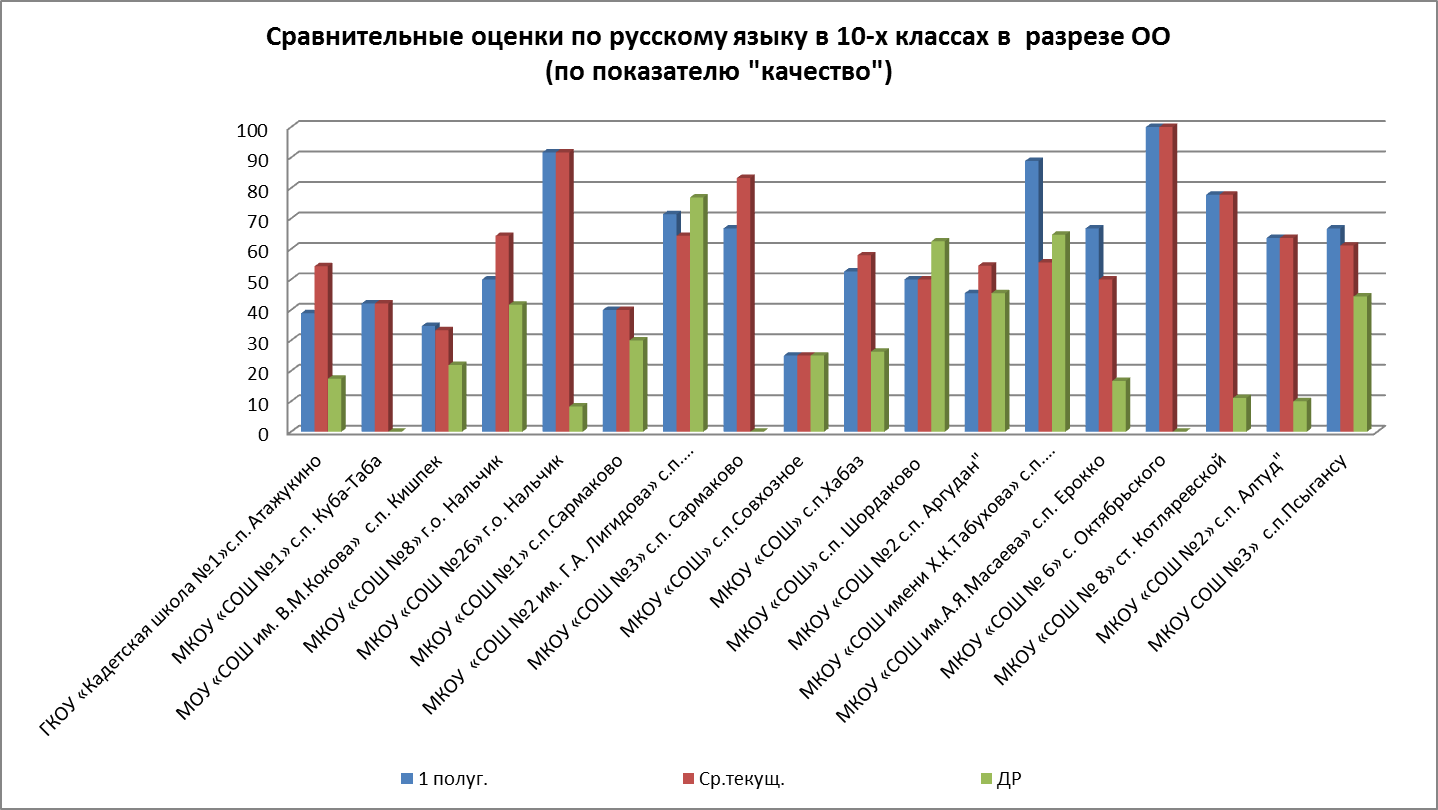 Сравнительные оценки по русскому языку в 10-х классах в разрезе ОО
(по показателю "качество")
100
90
80
70
60
50
40
30
20
10
0
ГКОУ «Кадетская школа №1» с.п. Атажукино
МКОУ «СОШ №1» с.п. Куба-Таба
МОУ «СОШ им. В.М.Кокова» с.п. Кишпек
МКОУ «СОШ №8» г.о. Нальчик
МКОУ «СОШ №26» г.о. Нальчик
МКОУ «СОШ №1» с.п.Сармаково
МКОУ «СОШ №2 им. Г.А. Лигидова» с.п....
МКОУ «СОШ №3» с.п. Сармаково
МКОУ «СОШ» с.п.Совхозное
МКОУ «СОШ» с.п.Хабаз
МКОУ «СОШ» с.п. Шордаково
МКОУ «СОШ №2 с.п. Аргудан"
МКОУ «СОШ имени Х.К.Табухова» с.п....
МКОУ «СОШ им.А.Я.Масаева» с.п. Ерокко
МКОУ «СОШ № 6» с. Октябрьского
МКОУ «СОШ № 8» ст. Котляревской
МКОУ «СОШ №2» с.п. Алтуд"
МКОУ СОШ №3» с.п.Псыгансу
1 полуг.
Ср.текущ.
ДР